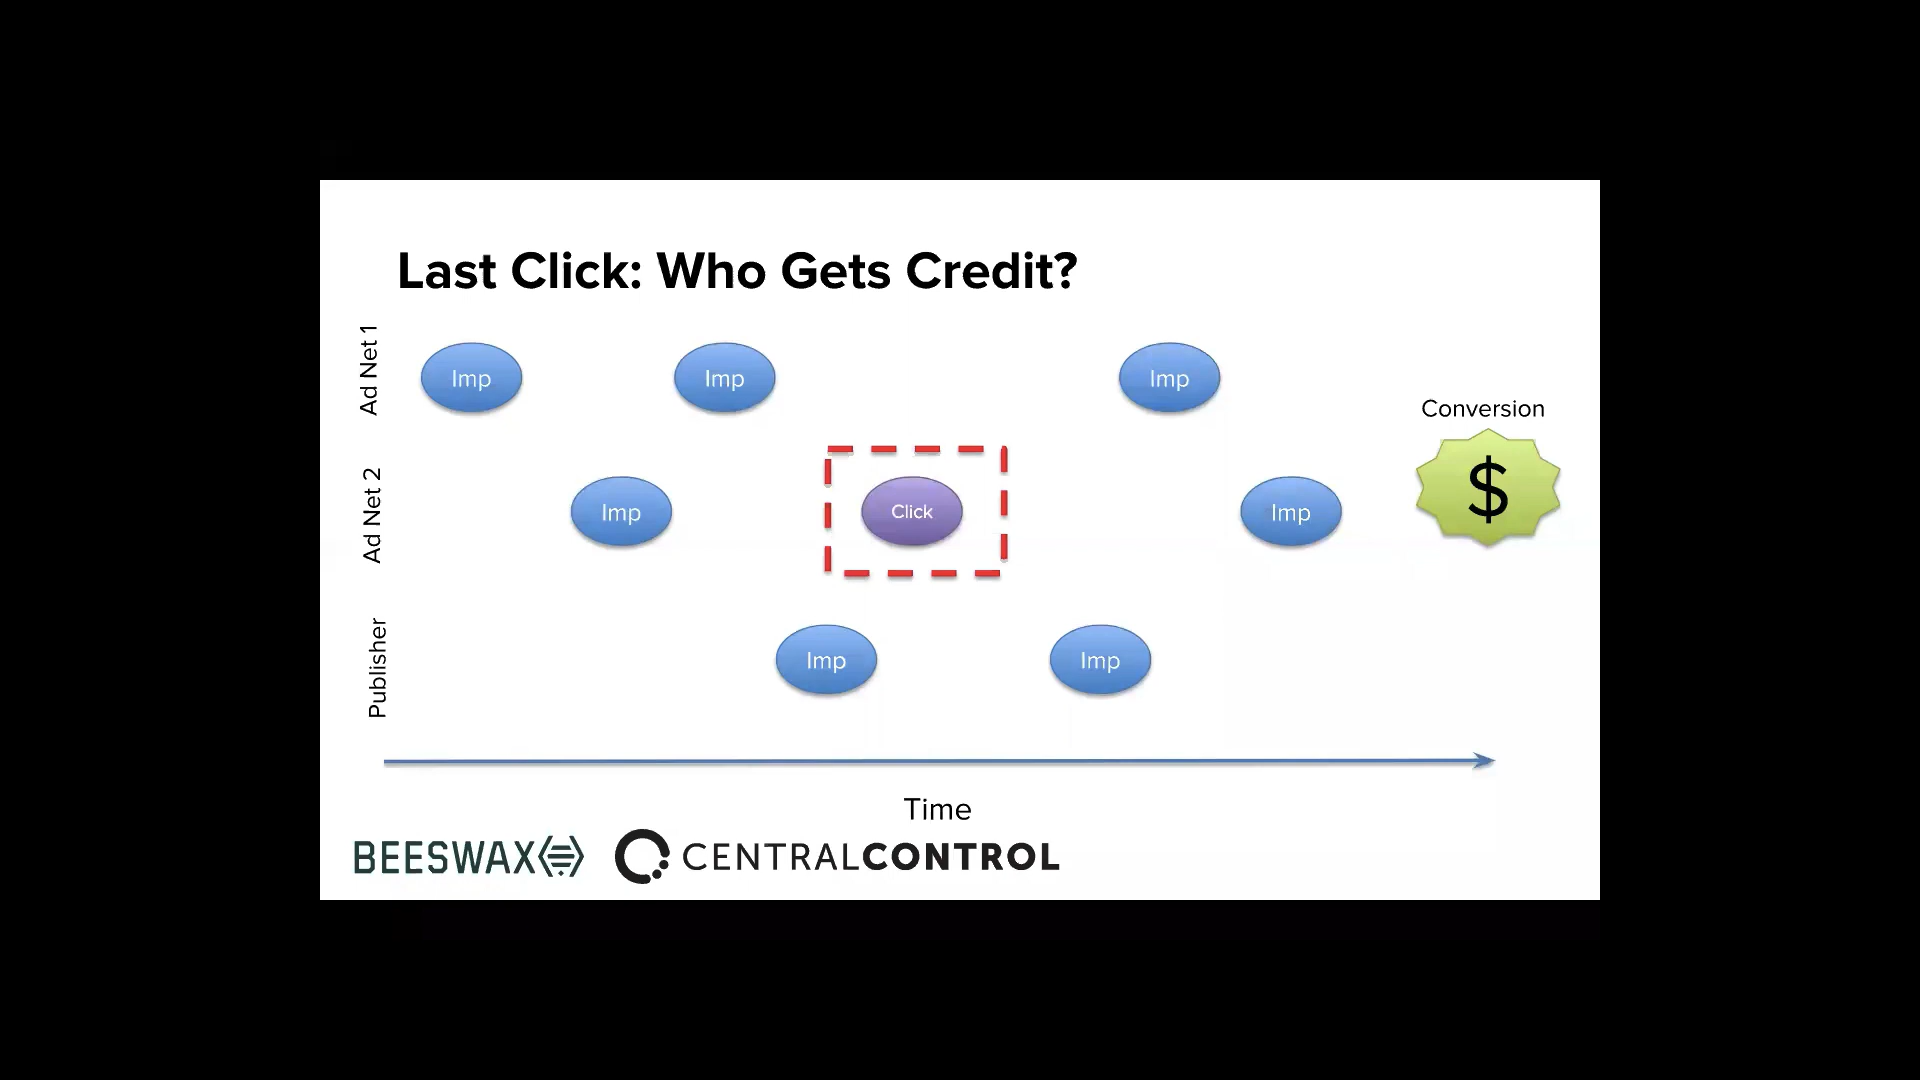 Last Click: Who Gets Credit?
Ad Net 1
Imp
Imp
Imp
Conversion
$
Ad Net 2
Imp
Click
Imp
Publisher
Imp
Imp
Time
BEESWAX
CENTRALCONTROL